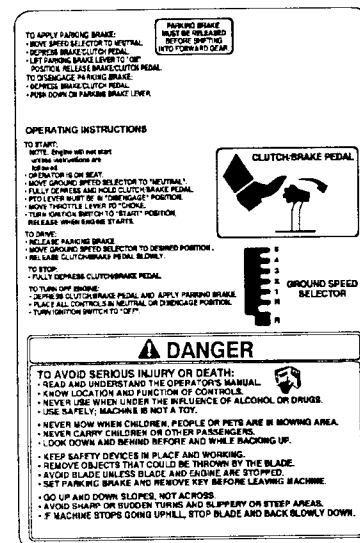 TO APPLY PARKING BRAKE:
• MOVE SPEED SELECTOR TO NEUTRAL.
• DEPRESS BRAKE/CLUTCH PEDAL.
• LIFT PARKING BRAKE LEVER TO "ON"
POSITION, RELEASE BRAKE/CLUTCH PEDAL.
TO DISENGAGE PARKING BRAKE:
• DEPRESS BRAKE/CLUTCH PEDAL.
• PUSH DOWN ON PARKING BRAKE LEVER.
PARKING BRAKE
MUST BE RELEASED
BEFORE SHIFTING
INTO FORWARD GEAR.
OPERATING INSTRUCTIONS
TO START:
NOTE, Engine will not start
unless instructions are
followed
• OPERATOR IS ON SEAT.
• MOVE GROUND SPEED SELECTOR TO "NEUTRAL".
• FULLY DEPRESS AND HOLD CLUTCH/BRAKE PEDAL.
• PTO LEVER MUST BE IN "DISENGAGE" POSITION.
• MOVE THROTTLE LEVER TO "CHOKE.
• TURN IGNITION SWITCH TO "START" POSITION,
RELEASE WHEN ENGINE STARTS.
TO DRIVE:
• RELEASE PARKING BRAKE.
• MOVE GROUND SPEED SELECTOR TO DESIRED POSITION.
• RELEASE CLUTCH/BRAKE PEDAL SLOWLY.
TO STOP:
• FULLY DEPRESS CLUTCH/BRAKE PEDAL.
TO TURN OFF ENGINE:
• DEPRESS CLUTCH/BRAKE PEDAL AND APPLY PARKING BRAKE.
• PLACE ALL CONTROLS IN NEUTRAL OR DISENGAGE POSITION.
• TURN IGNITION SWITCH TO "OFF".
CLUTCH/BRAKE PEDAL
5
4
3
2
1
N
R
GROUND SPEED
SELECTOR
DANGER
TO AVOID SERIOUS INJURY OR DEATH:
• READ AND UNDERSTAND THE OPERATOR'S MANUAL.
• KNOW LOCATION AND FUNCTION OF CONTROLS.
• NEVER USE WHEN UNDER THE INFLUENCE OF ALCOHOL OR DRUGS.
• USE SAFELY; MACHINE IS NOT A TOY.
• NEVER MOW WHEN CHILDREN, PEOPLE OR PETS ARE IN MOWING AREA.
• NEVER CARRY CHILDREN OR OTHER PASSENGERS.
• LOOK DOWN AND BEHIND BEFORE AND WHILE BACKING UP.
• KEEP SAFETY DEVICES IN PLACE AND WORKING.
• REMOVE OBJECTS THAT COULD BE THROWN BY THE BLADE.
• AVOID BLADE UNLESS BLADE AND ENGINE ARE STOPPED.
• SET PARKING BRAKE AND REMOVE KEY BEFORE LEAVING MACHINE.
• GO UP AND DOWN SLOPES, NOT ACROSS.
• AVOID SHARP OR SUDDEN TURNS AND SLIPPERY OR STEEP AREAS.
• IF MACHINE STOPS GOING UPHILL, STOP BLADE AND BACK SLOWLY DOWN.